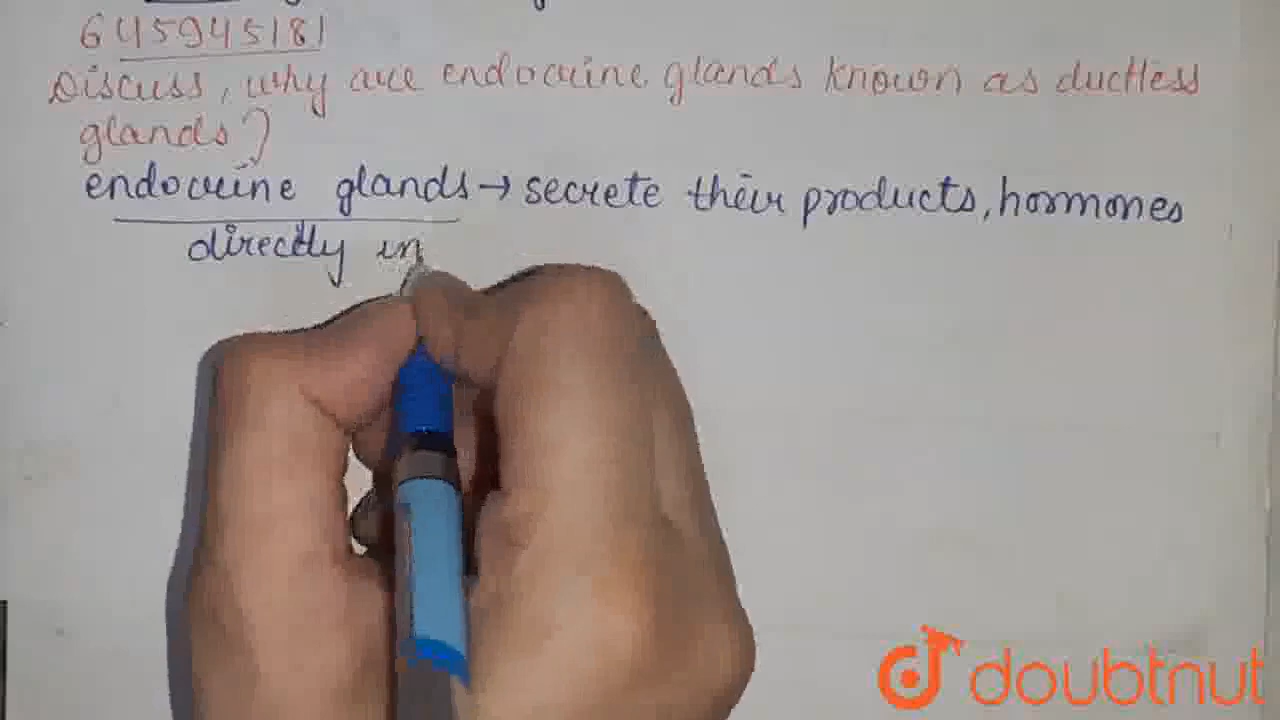 645945181
Discuss, why are endocrine glands known as ductless
glands?
endocrine glands → secrete their products, hormones
directly in
doubtnut